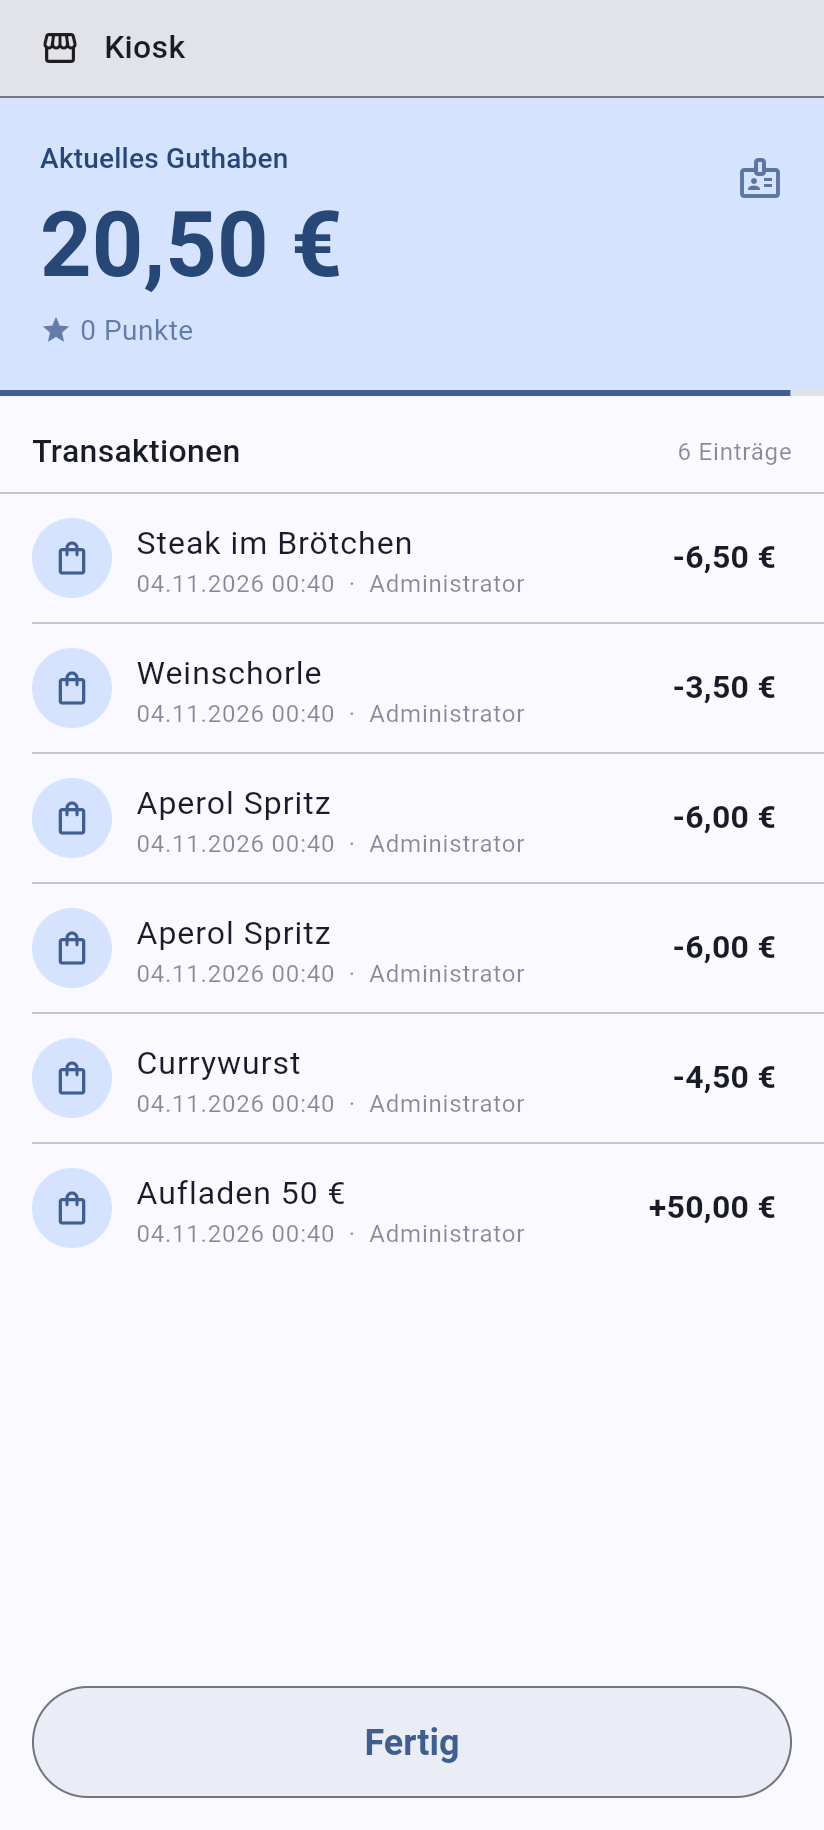 Kiosk
Aktuelles Guthaben
20,50 €
0 Punkte
Transaktionen
6 Einträge
Steak im Brötchen
-6,50 €
04.11.2026 00:40 · Administrator
Weinschorle
-3,50 €
04.11.2026 00:40 · Administrator
Aperol Spritz
-6,00 €
04.11.2026 00:40 · Administrator
Aperol Spritz
-6,00 €
04.11.2026 00:40 · Administrator
Currywurst
-4,50 €
04.11.2026 00:40 · Administrator
Aufladen 50 €
+50,00 €
04.11.2026 00:40 · Administrator
Fertig